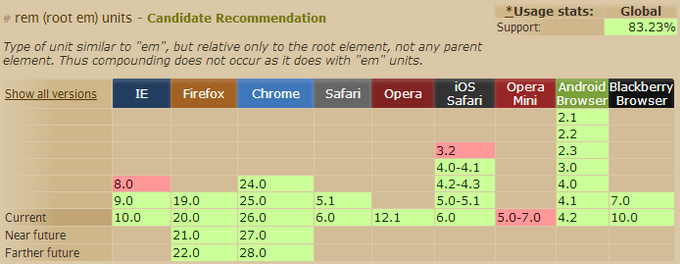 # rem (root em) units - Candidate Recommendation
*Usage stats: Global
Support: 83.23%
Type of unit similar to "em", but relative only to the root element, not any parent
element. Thus compounding does not occur as it does with "em" units.
Show all versions IE Firefox Chrome Safari Opera iOS Safari Opera Mini Android Browser Blackberry Browser
2.1
2.2
3.2 2.3
4.0-4.1 3.0
8.0 24.0 4.2-4.3 4.0
9.0 19.0 25.0 5.1 5.0-5.1 4.1 7.0
Current 10.0 20.0 26.0 6.0 12.1 6.0 5.0-7.0 4.2 10.0
Near future 21.0 27.0
Farther future 22.0 28.0